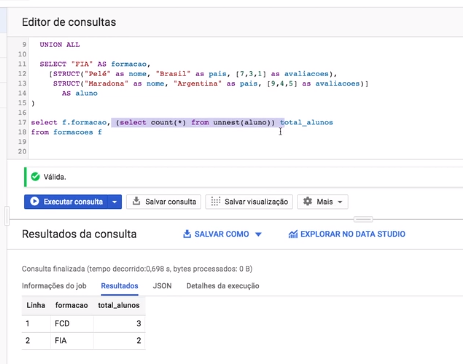 Editor de consultas
9 UNION ALL
10
11 SELECT "FIA" AS formacao,
12 [STRUCT("Pelé" as nome, "Brasil" as pais, [7,3,1] as avaliacoes),
13 STRUCT("Maradona" as nome, "Argentina" as pais, [9,4,5] as avaliacoes)]
14 AS aluno
15 )
16
17 select f.formacao, (select count(*) from unnest(aluno)) total_alunos
18 from formacoes f
19
20
Válida.
Executar consulta Salvar consulta Salvar visualização Mais
Resultados da consulta SALVAR COMO EXPLORAR NO DATA STUDIO
Consulta finalizada (tempo decorrido:0,698 s, bytes processados: 0 B)
Informações do job Resultados JSON Detalhes da execução
Linha formacao total_alunos
1 FCD 3
2 FIA 2